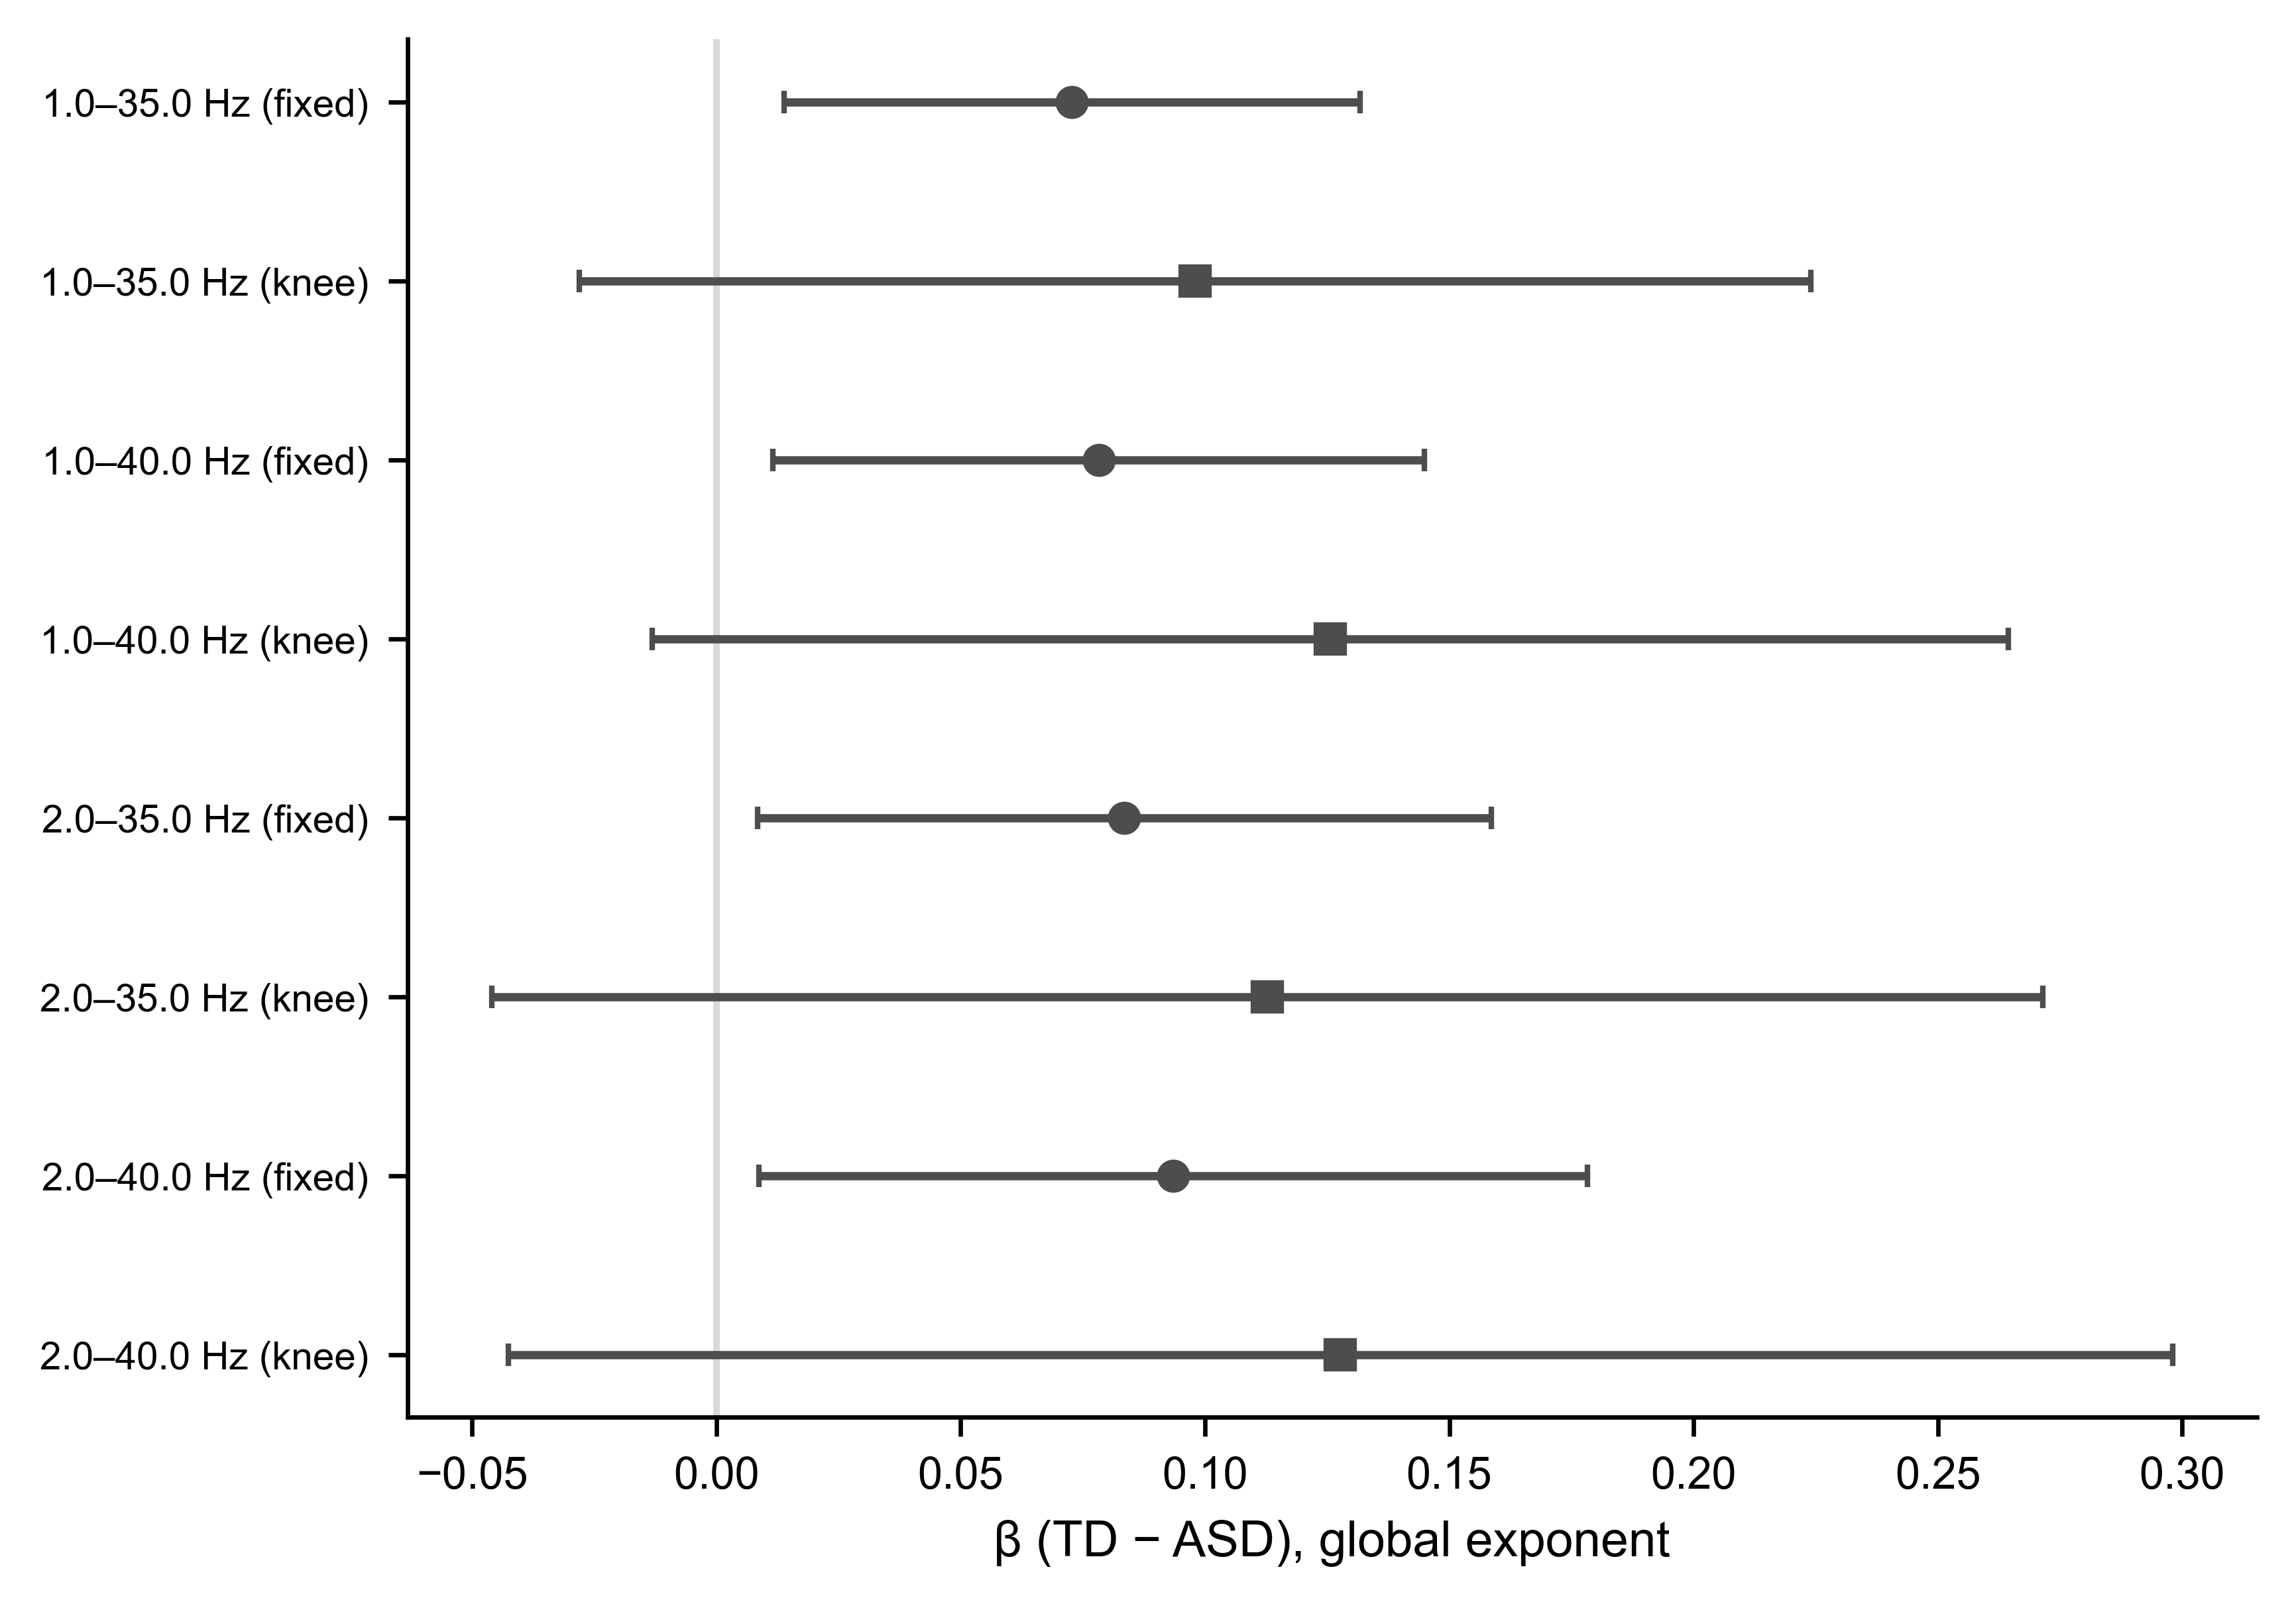 1.0–35.0 Hz (fixed)
1.0–35.0 Hz (knee)
1.0–40.0 Hz (fixed)
1.0–40.0 Hz (knee)
2.0–35.0 Hz (fixed)
2.0–35.0 Hz (knee)
2.0–40.0 Hz (fixed)
2.0–40.0 Hz (knee)
−0.05 0.00 0.05 0.10 0.15 0.20 0.25 0.30
β (TD − ASD), global exponent